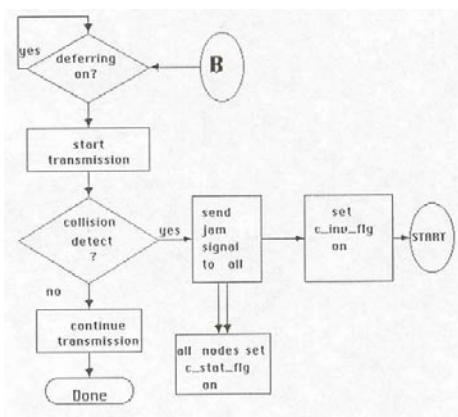 yes
deferring
on?
B
start
transmission
collision
detect
?
yes
send
jam
signal
to all
set
c_inv_flg
on
START
no
continue
transmission
all nodes set
c_stat_flg
on
Done